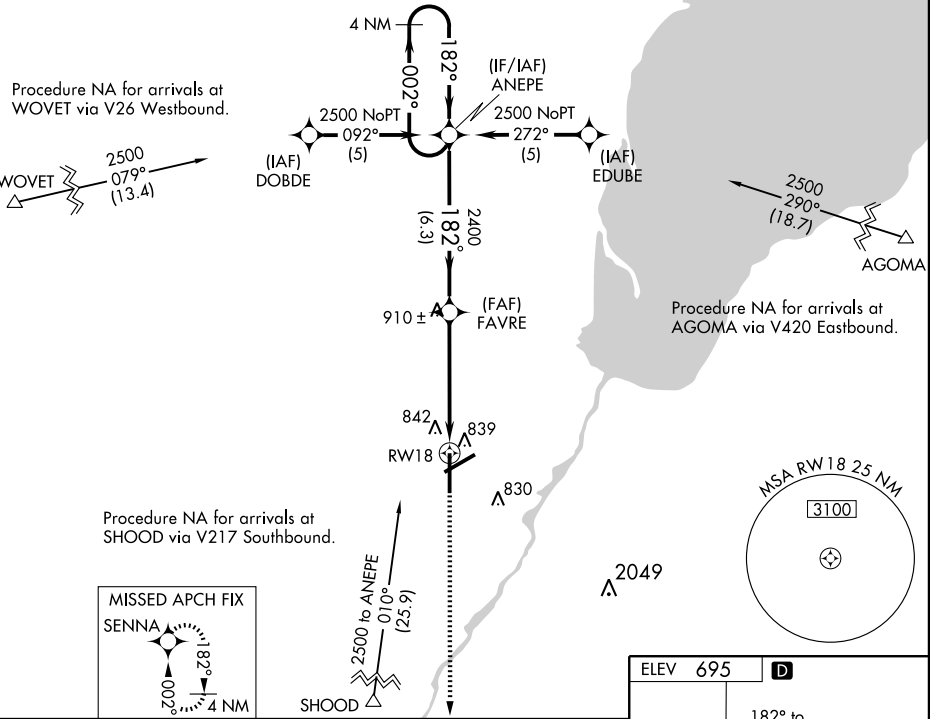 4 NM
182°
002°
(IF/IAF)
ANEPE
Procedure NA for arrivals at
WOVET via V26 Westbound.
2500 NoPT
092°
(5)
2500 NoPT
272°
(5)
(IAF)
DOBDE
(IAF)
EDUBE
WOVET
2500
079°
(13.4)
2500
290°
(18.7)
AGOMA
2400
182°
(6.3)
910 ±
(FAF)
FAVRE
Procedure NA for arrivals at
AGOMA via V420 Eastbound.
842
839
RW18
830
MSA RW18 25 NM
3100
Procedure NA for arrivals at
SHOOD via V217 Southbound.
2049
2500 to ANEPE
010°
(25.9)
SHOOD
MISSED APCH FIX
SENNA
182°
002°
4 NM
ELEV 695 D
182° to